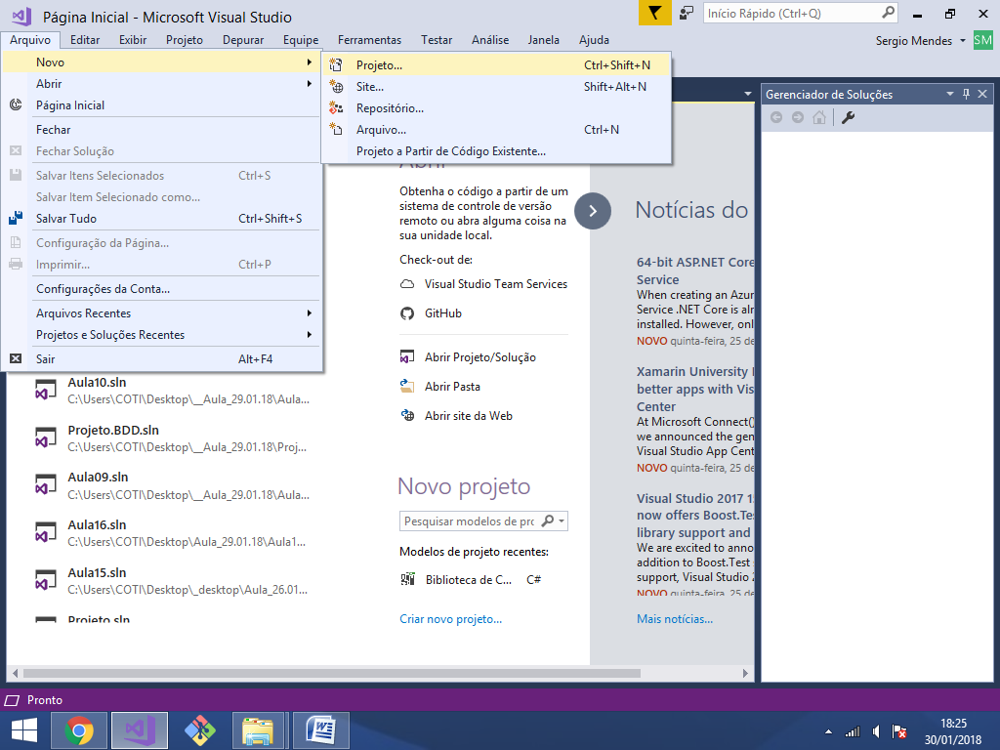 Página Inicial - Microsoft Visual Studio
Início Rápido (Ctrl+Q)
Arquivo Editar Exibir Projeto Depurar Equipe Ferramentas Testar Análise Janela Ajuda
Sergio Mendes SM
Novo
Abrir
Página Inicial
Fechar
Fechar Solução
Salvar Itens Selecionados Ctrl+S
Salvar Item Selecionado como...
Salvar Tudo Ctrl+Shift+S
Configuração da Página...
Imprimir... Ctrl+P
Configurações da Conta...
Arquivos Recentes
Projetos e Soluções Recentes
Sair Alt+F4
Projeto... Ctrl+Shift+N
Site... Shift+Alt+N
Repositório...
Arquivo... Ctrl+N
Projeto a Partir de Código Existente...
Aula10.sln
C:\Users\COTI\Desktop\__Aula_29.01.18\Aula...
Projeto.BDD.sln
C:\Users\COTI\Desktop\__Aula_29.01.18\Proj...
Aula09.sln
C:\Users\COTI\Desktop\__Aula_29.01.18\Aula...
Aula16.sln
C:\Users\COTI\Desktop\Aula_29.01.18\Aula1...
Aula15.sln
C:\Users\COTI\Desktop\_desktop\Aula_26.01...
Projeto.sln
Abrir
Obtenha o código a partir de um
sistema de controle de versão
remoto ou abra alguma coisa na
sua unidade local.
Check-out de:
Visual Studio Team Services
GitHub
Abrir Projeto/Solução
Abrir Pasta
Abrir site da Web
Novo projeto
Pesquisar modelos de prc
Modelos de projeto recentes:
Biblioteca de C... C#
Criar novo projeto...
Notícias do
64-bit ASP.NET Core
Service
When creating an Azur
Service .NET Core is alr
installed. However, onl
NOVO quinta-feira, 25 de
Xamarin University
better apps with Vis
Center
At Microsoft Connect()
we announced the gen
Visual Studio App Cent
NOVO quinta-feira, 25 de
Visual Studio 2017 1
now offers Boost.Tes
library support and
We are excited to anno
addition to Boost.Test
support, Visual Studio 2
NOVO quinta-feira, 25 de
Mais notícias...
Gerenciador de Soluções
Pronto
18:25
30/01/2018